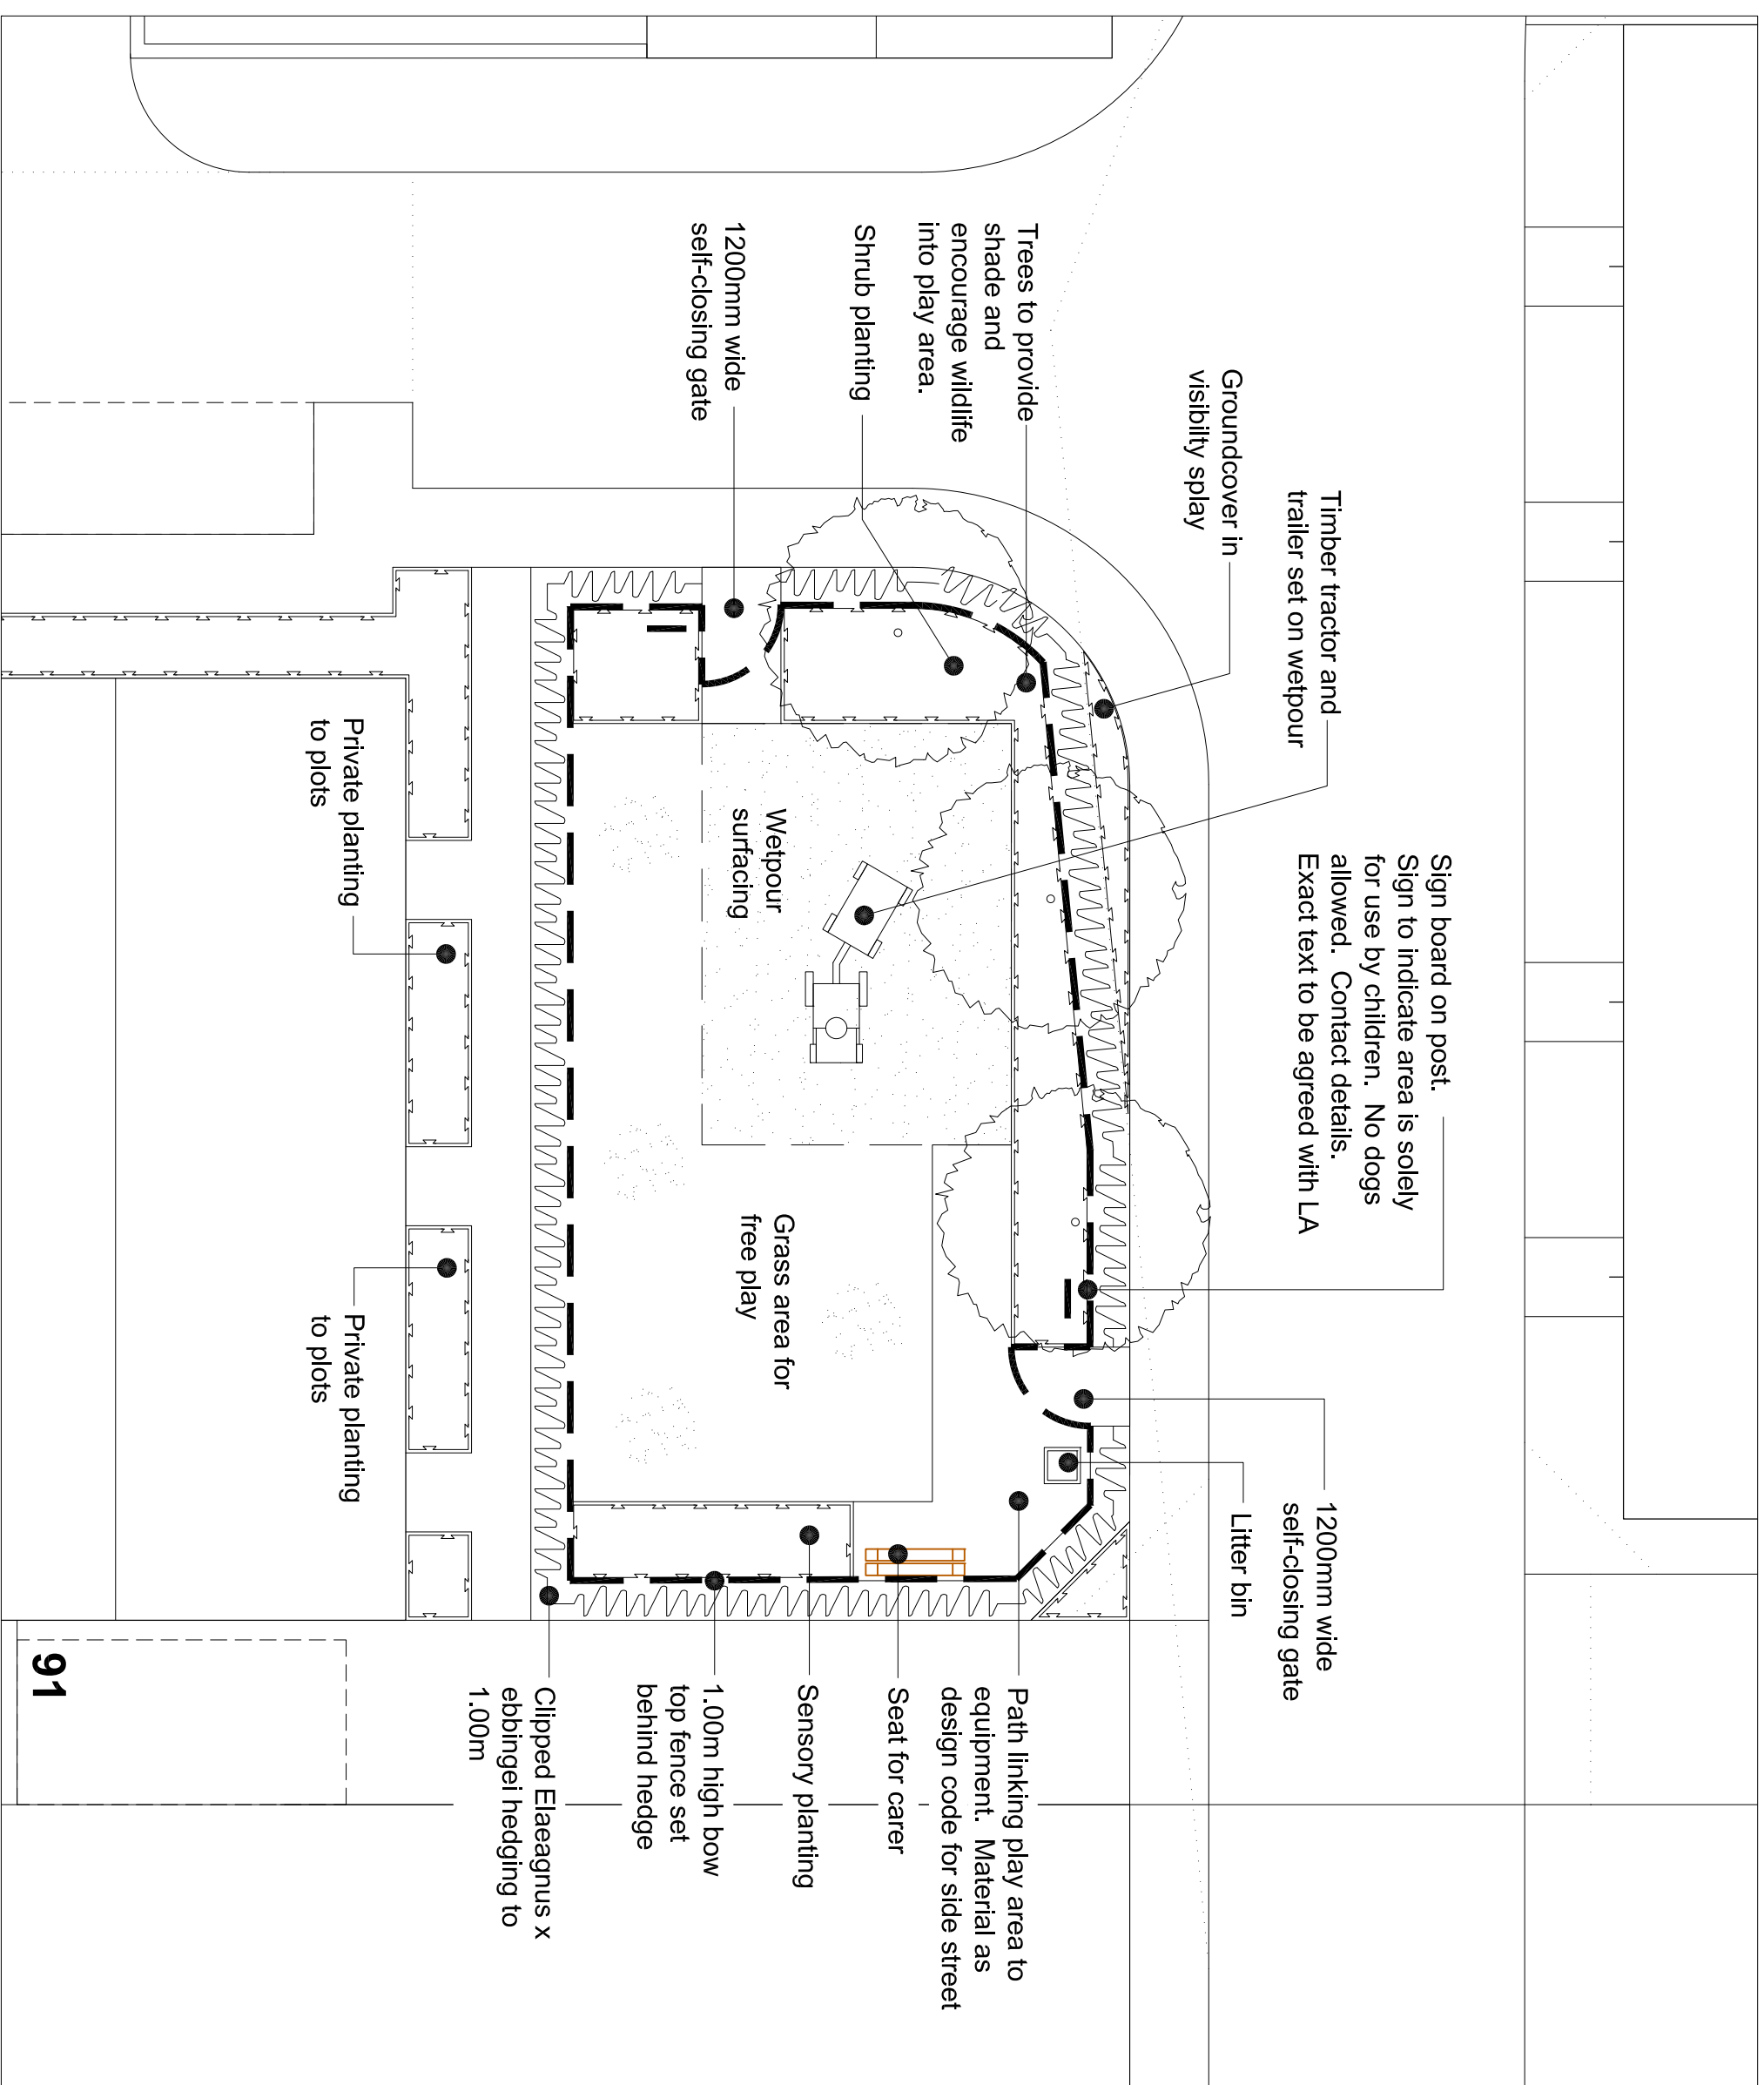 Sign board on post.
Sign to indicate area is solely
for use by children.  No dogs
allowed.  Contact details.
Exact text to be agreed with LA
Timber tractor and
trailer set on wetpour
1200mm wide
self-closing gate
Groundcover in
visibilty splay
Litter bin
Trees to provide
shade and
encourage wildlife
into play area.
Path linking play area to
equipment.  Material as
design code for side street
Shrub planting
Seat for carer
Sensory planting
Wetpour
surfacing
Grass area for
free play
1200mm wide
self-closing gate
1.00m high bow
top fence set
behind hedge
Clipped Elaeagnus x
ebbingei hedging to
1.00m
Private planting
to plots
Private planting
to plots
91